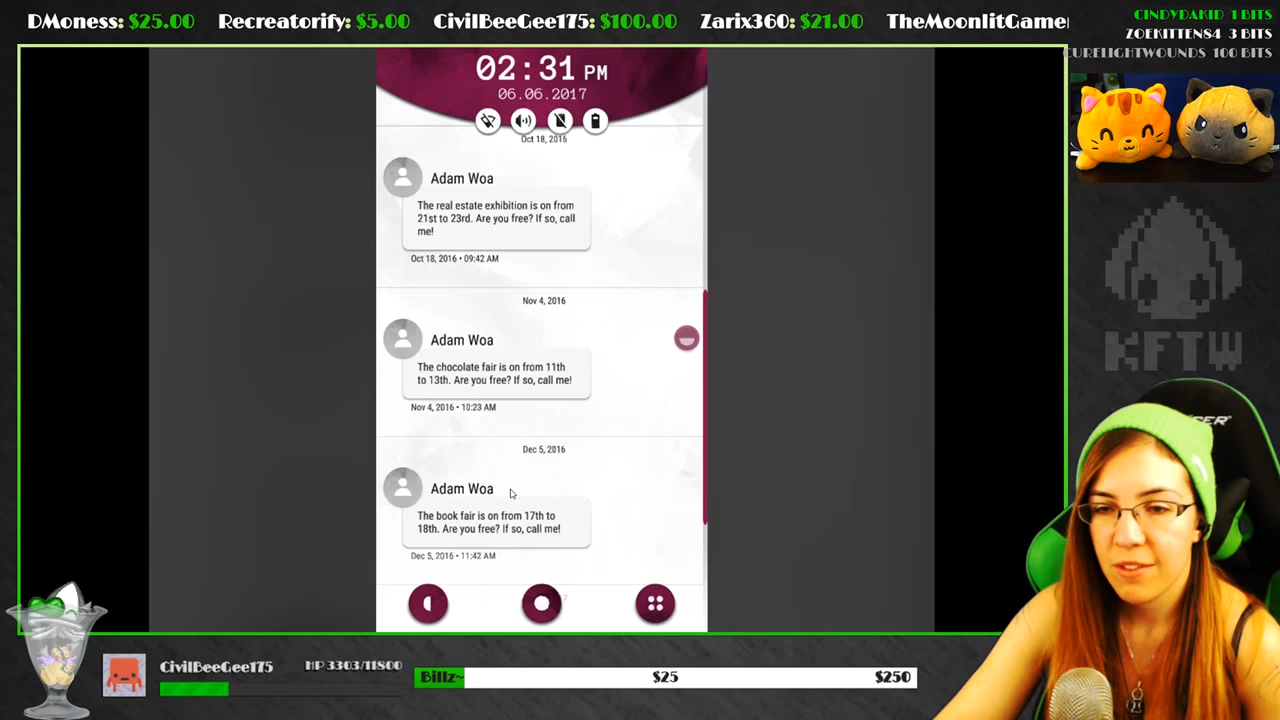 DMoness: $25.00 Recreatorify: $5.00 CivilBeeGee175: $100.00 Zarix360: $21.00 TheMoonlitGame
CINDYDAKID 1 BITS
ZOEKITTENS4 3 BITS
CURELIGHTWOUNDS 100 BITS
02:31 PM
06.06.2017
Oct 18, 2016
Adam Woa
The real estate exhibition is on from
21st to 23rd. Are you free? If so, call
me!
Oct 18, 2016 • 09:42 AM
Nov 4, 2016
Adam Woa
The chocolate fair is on from 11th
to 13th. Are you free? If so, call me!
Nov 4, 2016 • 10:23 AM
Dec 5, 2016
Adam Woa
The book fair is on from 17th to
18th. Are you free? If so, call me!
Dec 5, 2016 • 11:42 AM
KFTW
CivilBeeGee175 HP 3303/11800
Billz~ $25 $250